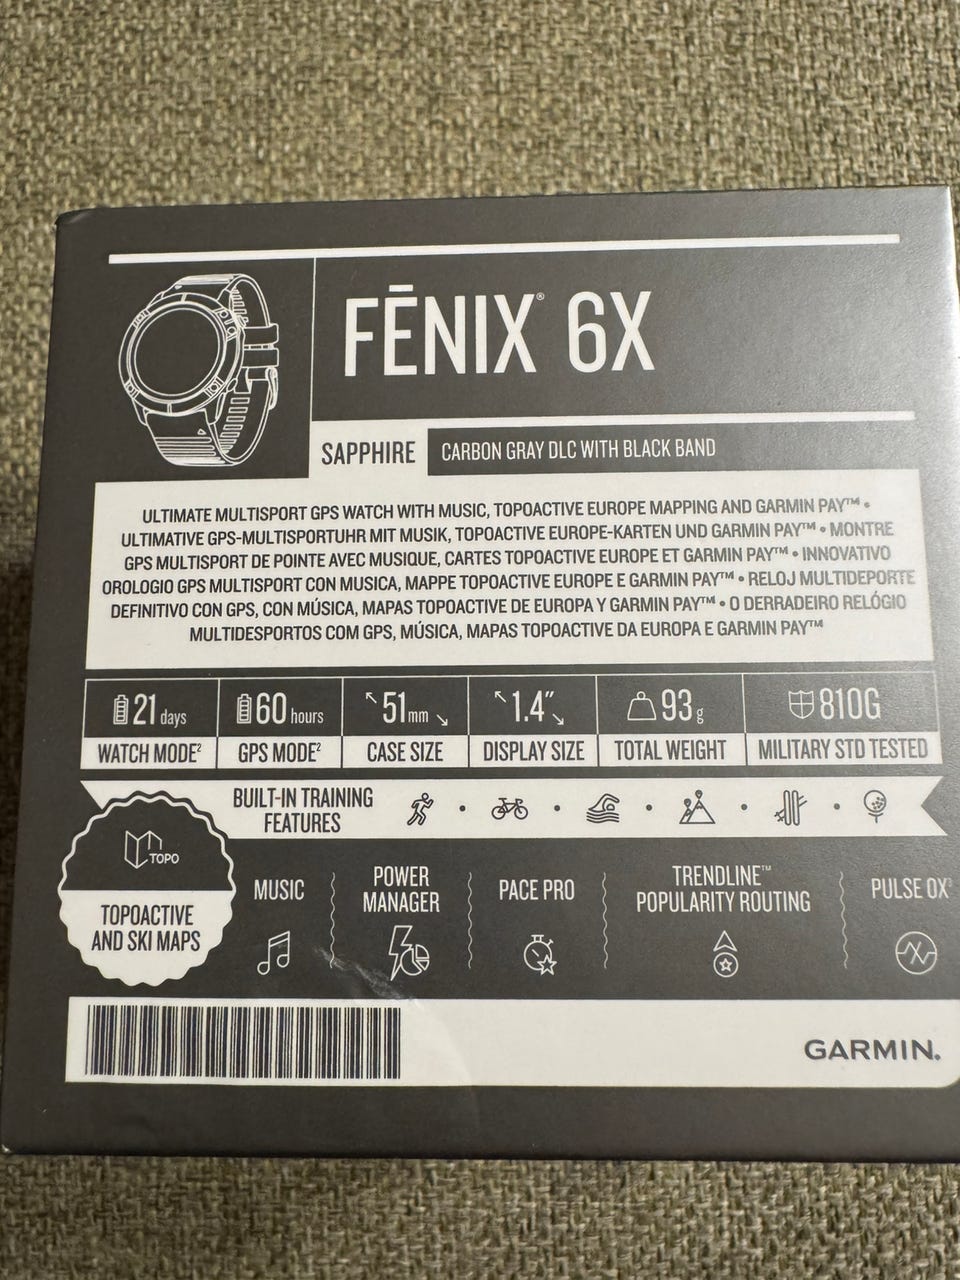 FĒNIX® 6X
SAPPHIRE CARBON GRAY DLC WITH BLACK BAND
ULTIMATE MULTISPORT GPS WATCH WITH MUSIC, TOPOACTIVE EUROPE MAPPING AND GARMIN PAY™ •
ULTIMATIVE GPS-MULTISPORTUHR MIT MUSIK, TOPOACTIVE EUROPE-KARTEN UND GARMIN PAY™ • MONTRE
GPS MULTISPORT DE POINTE AVEC MUSIQUE, CARTES TOPOACTIVE EUROPE ET GARMIN PAY™ • INNOVATIVO
OROLOGIO GPS MULTISPORT CON MUSICA, MAPPE TOPOACTIVE EUROPE E GARMIN PAY™ • RELOJ MULTIDEPORTE
DEFINITIVO CON GPS, CON MÚSICA, MAPAS TOPOACTIVE DE EUROPA Y GARMIN PAY™ • O DERRADEIRO RELÓGIO
MULTIDESPORTOS COM GPS, MÚSICA, MAPAS TOPOACTIVE DA EUROPA E GARMIN PAY™
21 days
WATCH MODE²
60 hours
GPS MODE²
51 mm
CASE SIZE
1.4"
DISPLAY SIZE
93 g
TOTAL WEIGHT
810G
MILITARY STD TESTED
BUILT-IN TRAINING
FEATURES
TOPO
TOPOACTIVE
AND SKI MAPS
MUSIC
POWER
MANAGER
PACE PRO
TRENDLINE™
POPULARITY ROUTING
PULSE OX
GARMIN.